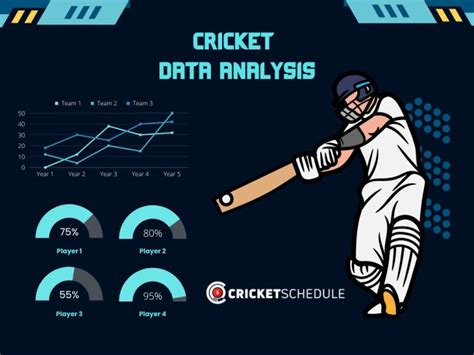 CRICKET
DATA ANALYSIS
Team 1 Team 2 Team 3
50
40
30
20
10
0
Year 1 Year 2 Year 3 Year 4 Year 5
75% 80%
Player 1 Player 2
55% 95%
Player 3 Player 4
CRICKETSCHEDULE